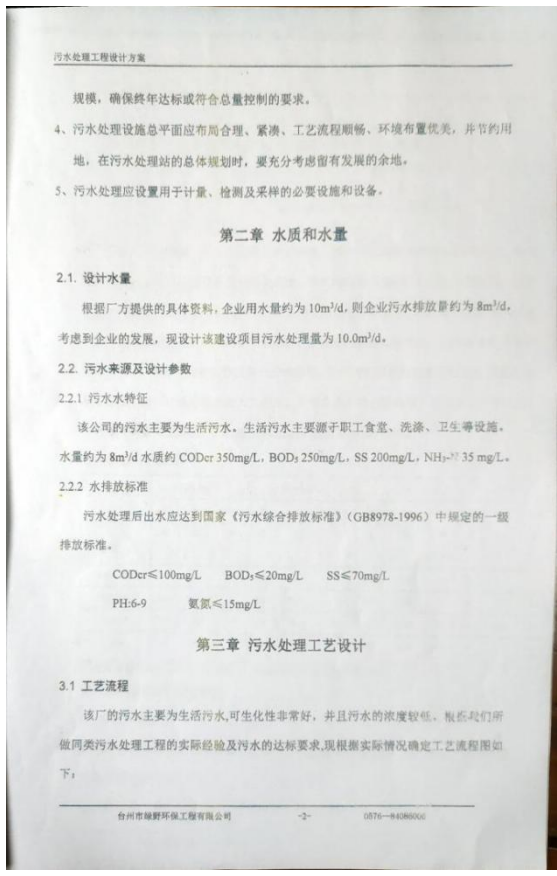 污水处理工程设计方案
规模，确保终年达标或符合总量控制的要求。
4、污水处理设施总平面应布局合理、紧凑、工艺流程顺畅、环境布置优美，并节约用
地，在污水处理站的总体规划时，要充分考虑留有发展的余地。
5、污水处理应设置用于计量、检测及采样的必要设施和设备。
第二章 水质和水量
2.1. 设计水量
根据厂方提供的具体资料，企业用水量约为 10m³/d，则企业污水排放量约为 8m³/d，
考虑到企业的发展，现设计该建设项目污水处理量为 10.0m³/d。
2.2. 污水来源及设计参数
2.2.1 污水水特征
该公司的污水主要为生活污水。生活污水主要源于职工食堂、洗涤、卫生等设施。
水量约为 8m³/d 水质约 CODcr 350mg/L，BOD₅ 250mg/L，SS 200mg/L，NH₃-N 35 mg/L。
2.2.2 水排放标准
污水处理后出水应达到国家《污水综合排放标准》（GB8978-1996）中规定的一级
排放标准。
CODcr≤100mg/L BOD₅≤20mg/L SS≤70mg/L
PH:6-9 氨氮≤15mg/L
第三章 污水处理工艺设计
3.1 工艺流程
该厂的污水主要为生活污水,可生化性非常好，并且污水的浓度较低。根据我们所
做同类污水处理工程的实际经验及污水的达标要求,现根据实际情况确定工艺流程图如
下：
台州市绿野环保工程有限公司 -2- 0576—